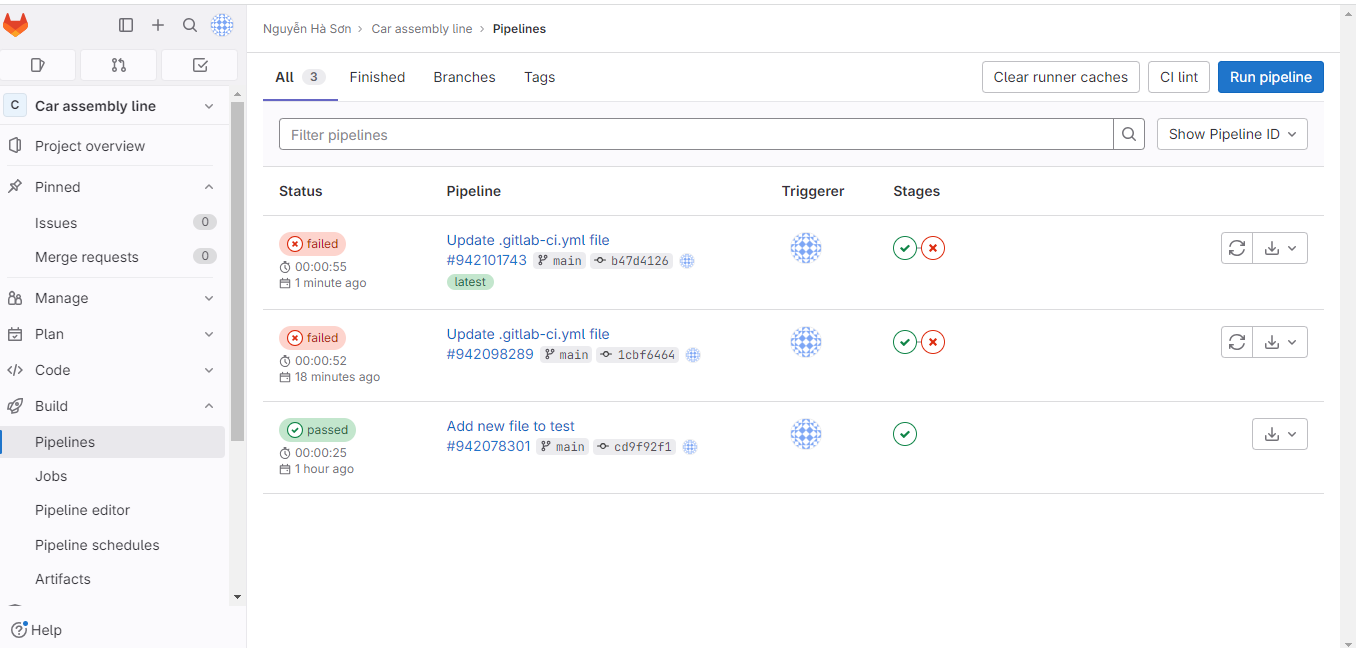 Nguyễn Hà Sơn › Car assembly line › Pipelines
C Car assembly line
Project overview
Pinned
Issues 0
Merge requests 0
Manage
Plan
Code
Build
Pipelines
Jobs
Pipeline editor
Pipeline schedules
Artifacts
Help
All 3 Finished Branches Tags Clear runner caches CI lint Run pipeline
Filter pipelines Show Pipeline ID
Status Pipeline Triggerer Stages
failed Update .gitlab-ci.yml file
00:00:55 #942101743 main b47d4126
1 minute ago latest
failed Update .gitlab-ci.yml file
00:00:52 #942098289 main 1cbf6464
18 minutes ago
passed Add new file to test
00:00:25 #942078301 main cd9f92f1
1 hour ago